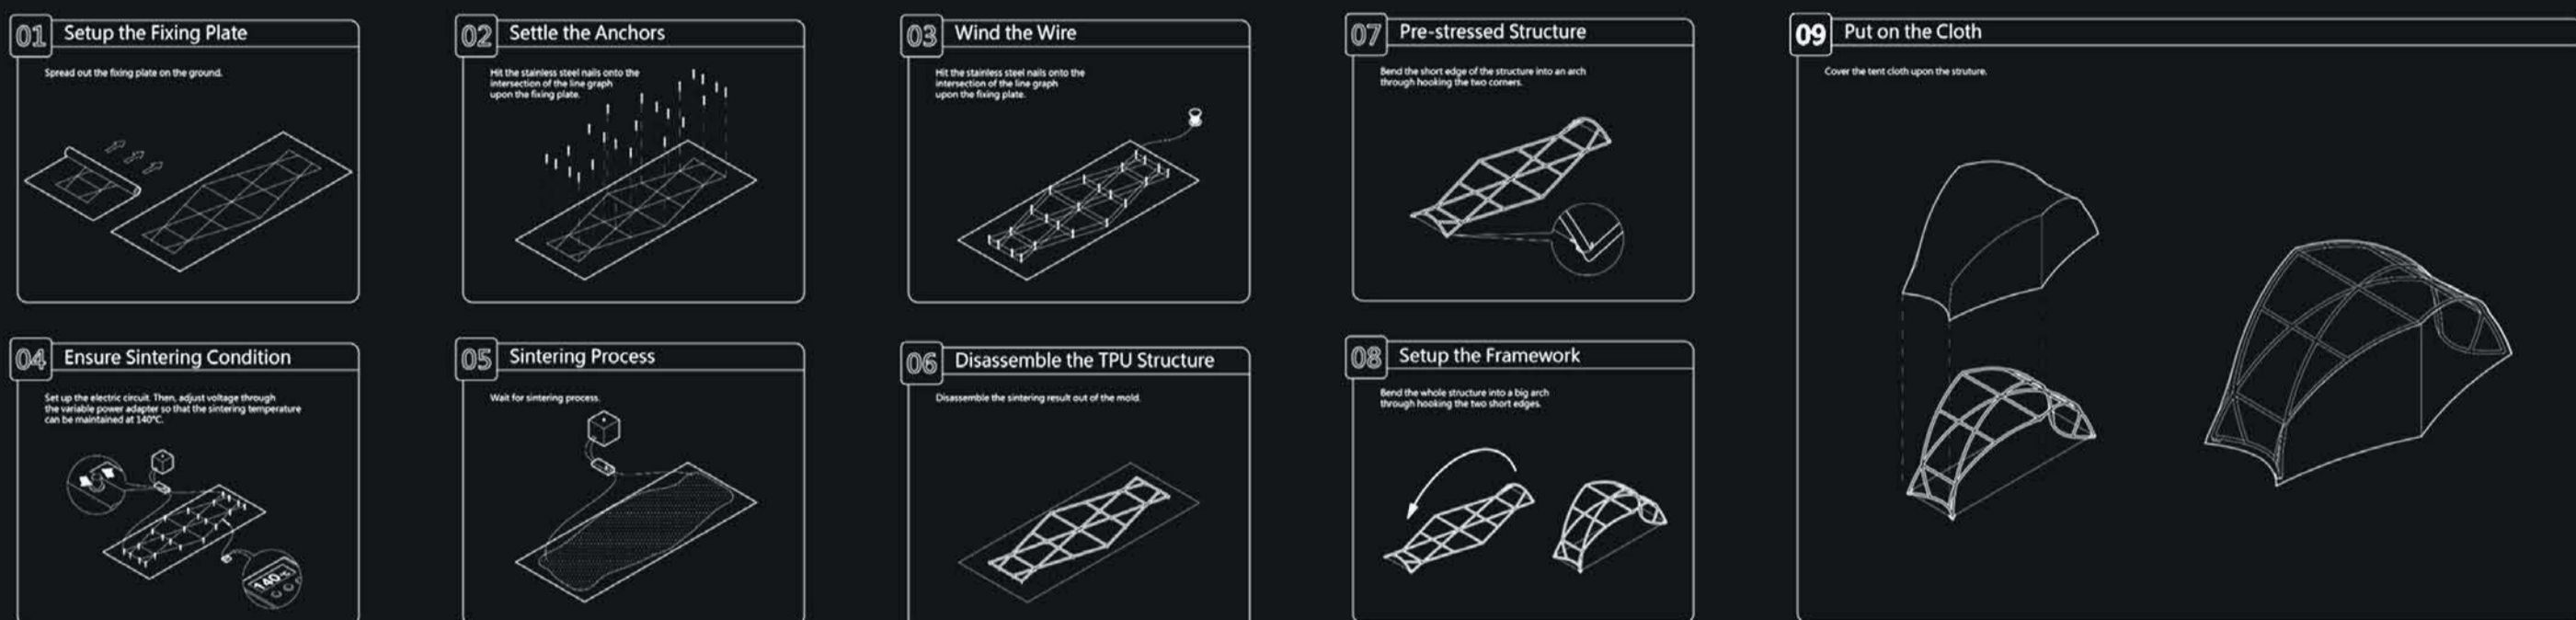 01 Setup the Fixing Plate
Spread out the fixing plate on the ground.
02 Settle the Anchors
Hit the stainless steel nails onto the
intersection of the line graph
upon the fixing plate.
03 Wind the Wire
Hit the stainless steel nails onto the
intersection of the line graph
upon the fixing plate.
04 Ensure Sintering Condition
Set up the electric circuit. Then, adjust voltage through
the variable power adapter so that the sintering temperature
can be maintained at 140°C.
140°C
05 Sintering Process
Wait for sintering process.
06 Disassemble the TPU Structure
Disassemble the sintering result out of the mold.
07 Pre-stressed Structure
Bend the short edge of the structure into an arch
through hooking the two corners.
08 Setup the Framework
Bend the whole structure into a big arch
through hooking the two short edges.
09 Put on the Cloth
Cover the tent cloth upon the struture.